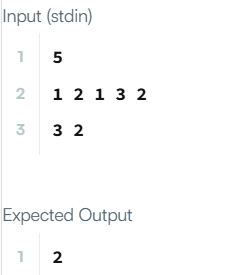 Input (stdin)
1 5
2 1 2 1 3 2
3 3 2
Expected Output
1 2